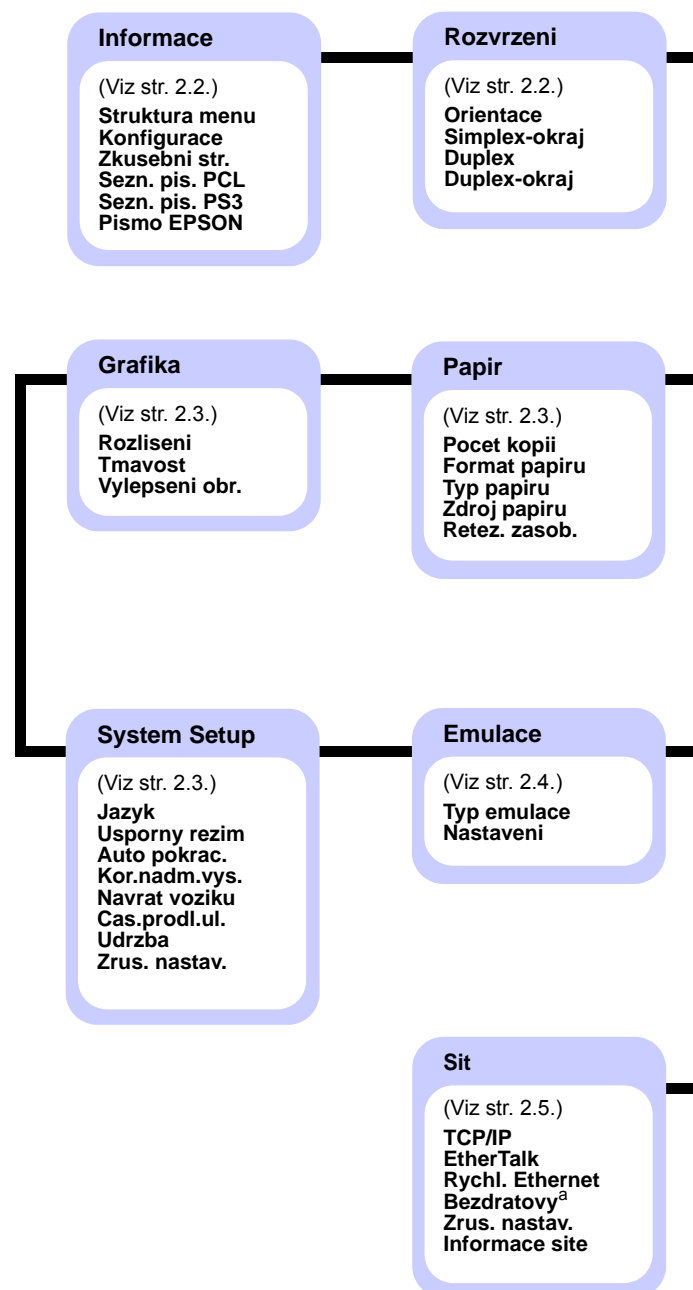 Informace
(Viz str. 2.2.)
Struktura menu
Konfigurace
Zkusebni str.
Sezn. pis. PCL
Sezn. pis. PS3
Pismo EPSON
Rozvrzeni
(Viz str. 2.2.)
Orientace
Simplex-okraj
Duplex
Duplex-okraj
Grafika
(Viz str. 2.3.)
Rozliseni
Tmavost
Vylepseni obr.
Papir
(Viz str. 2.3.)
Pocet kopii
Format papiru
Typ papiru
Zdroj papiru
Retez. zasob.
System Setup
(Viz str. 2.3.)
Jazyk
Usporny rezim
Auto pokrac.
Kor.nadm.vys.
Navrat voziku
Cas.prodl.ul.
Udrzba
Zrus. nastav.
Emulace
(Viz str. 2.4.)
Typ emulace
Nastaveni
Sit
(Viz str. 2.5.)
TCP/IP
EtherTalk
Rychl. Ethernet
Bezdratovy a
Zrus. nastav.
Informace site